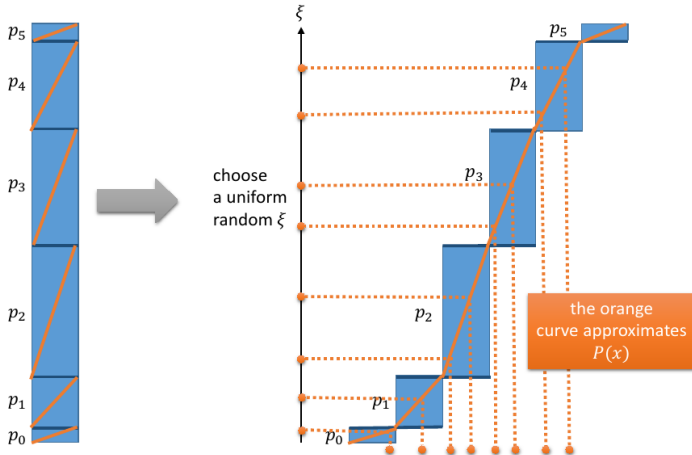 p₅
p₄
p₃
p₂
p₁
p₀
choose
a uniform
random ξ
ξ
p₅
p₄
p₃
p₂
p₁
p₀
the orange
curve approximates
P(x)